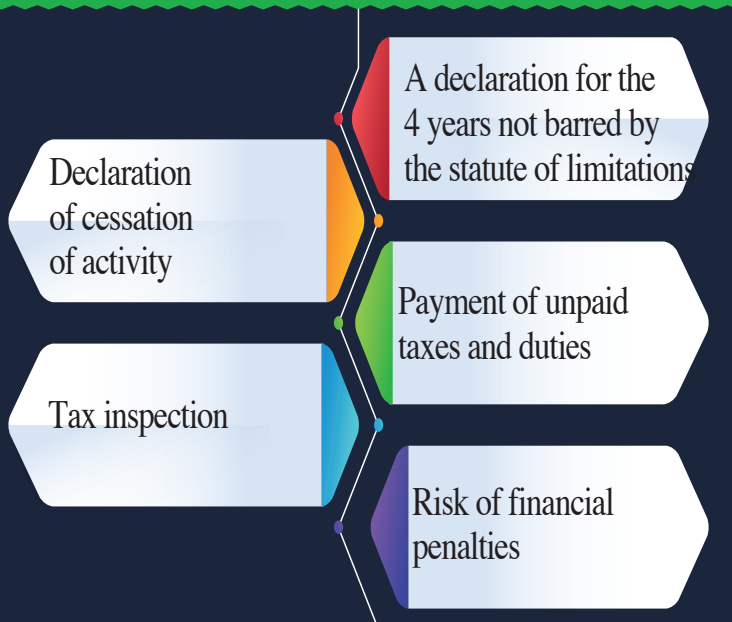 A declaration for the
4 years not barred by
the statute of limitations
Declaration
of cessation
of activity
Payment of unpaid
taxes and duties
Tax inspection
Risk of financial
penalties